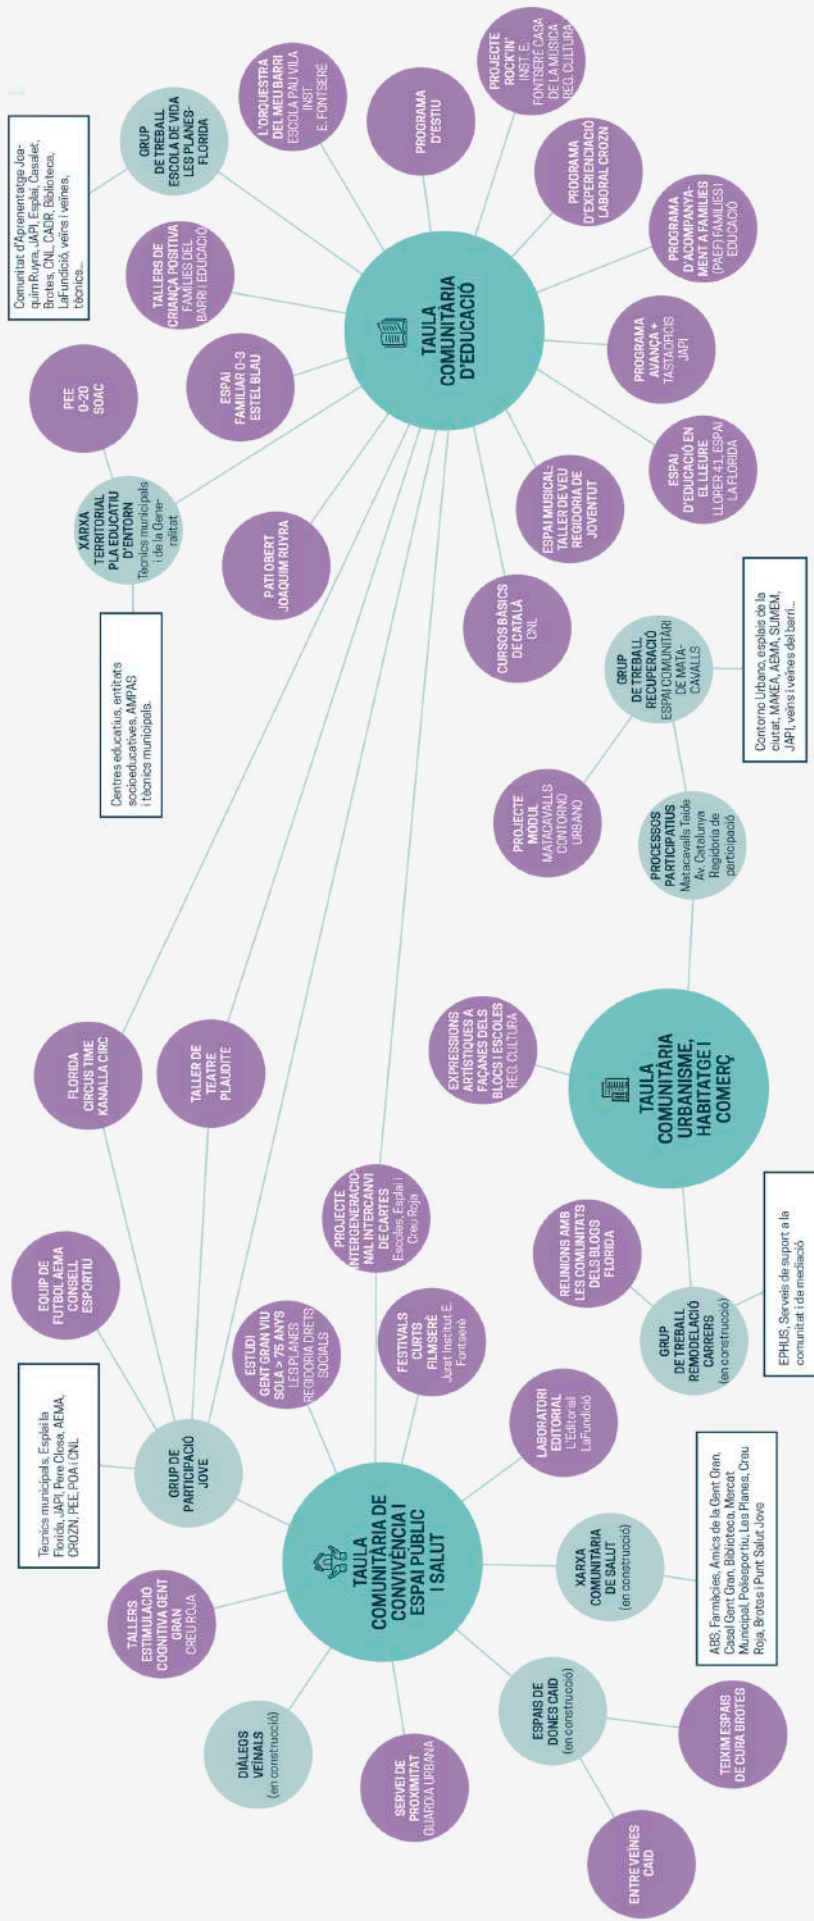 TAULA
COMUNITÀRIA DE
CONVIVÈNCIA I
ESPAI PÚBLIC
I SALUT
ENTRE VEÏNES
CAID
TEIXIM ESPAIS
DE CURA BROTES
ESPAIS DE
DONES CAID
(en construcció)
SERVEI DE
PROXIMITAT
GUÀRDIA URBANA
DIÀLEGS
VEÏNALS
(en construcció)
TALLERS
ESTIMULACIÓ
COGNITIVA GENT
GRAN
CREU ROJA
XARXA
COMUNITÀRIA
DE SALUT
(en construcció)
ABS, Farmàcies, Amics de la Gent Gran,
Casal Gent Gran, Biblioteca, Mercat
Municipal, Poliesportiu, Les Planes, Creu
Roja, Brotes i Punt Salut Jove
LABORATORI
EDITORIAL
L'Editorial
LaFundició
FESTIVALS
CURTS
FILMSERÈ
Jurat Institut E.
Fontserè
ESTUDI
GENT GRAN VIU
SOLA > 75 ANYS
LES PLANES
REGIDORIA DRETS
SOCIALS
PROJECTE
INTERGENERACIO-
NAL INTERCANVI
DE CARTES
Escoles, Esplai i
Creu Roja
GRUP DE
PARTICIPACIÓ
JOVE
Tècnics municipals, Esplai la
Florida, JAPI, Pere Closa, AEMA,
CROZN, PEE, POA i CNL
EQUIP DE
FUTBOL AEMA
CONSELL
ESPORTIU
FLORIDA
CIRCUS TIME
KANALLA CIRC
TALLER DE
TEATRE
PLAUDITE
TAULA
COMUNITÀRIA
URBANISME,
HABITATGE I
COMERÇ
GRUP
DE TREBALL
REMODELACIÓ
CARRERS
(en construcció)
EPHUS, Serveis de suport a la
comunitat i de mediació
REUNIONS AMB
LES COMUNITATS
DELS BLOGS
FLORIDA
EXPRESSIONS
ARTÍSTIQUES A
FAÇANES DELS
BLOCS I ESCOLES
REG. CULTURA
PROCESSOS
PARTICIPATIUS
Matacavalls Teide
Av. Catalunya
Regidoria de
participació
GRUP
DE TREBALL
RECUPERACIÓ
ESPAI COMUNITÀRI
DE MATA-
CAVALLS
PROJECTE
MÒDUL
MATACAVALLS
CONTORNO
URBANO
Contorno Urbano, esplais de la
ciutat, MAKEA, AEMA, SUMEM,
JAPI, veïns i veïnes del barri...
TAULA
COMUNITÀRIA
D'EDUCACIÓ
Centres educatius, entitats
socioeducatives, AMPAS
i tècnics municipals.
XARXA
TERRITORIAL
PLA EDUCATIU
D'ENTORN
Tècnics municipals
i de la Gene-
ralitat
PEE
0-20
SOAC
PATI OBERT
JOAQUIM RUYRA
ESPAI
FAMILIAR 0-3
ESTEL BLAU
TALLERS DE
CRIANÇA POSITIVA
FAMILIES DEL
BARRI I EDUCACIÓ
GRUP
DE TREBALL
ESCOLA DE VIDA
LES PLANES-
FLORIDA
Comunitat d'Aprenentatge Joa-
quim Ruyra, JAPI, Esplai, Casalet,
Brotes, CNL, CADR, Biblioteca,
LaFundició, veïns i veïnes,
tècnics...
L'ORQUESTRA
DEL MEU BARRI
ESCOLA PAU VILA
INST.
E. FONTSERÈ
PROGRAMA
D'ESTIU
PROJECTE
ROCK'IN'
INST. E.
FONTSERÉ CASA
DE LA MÚSICA
REG. CULTURA
PROGRAMA
D'EXPERIENCIACIÓ
LABORAL CROZN
PROGRAMA
D'ACOMPANYA-
MENT A FAMÍLIES
(PAEF) FAMÍLIES I
EDUCACIÓ
PROGRAMA
AVANÇA +
TASTAOFICIS
JAPI
ESPAI
D'EDUCACIÓ EN
EL LLEURE
LLORER 41, ESPAI
LA FLORIDA
ESPAI MUSICAL:
TALLER DE VEU
REGIDORIA DE
JOVENTUT
CURSOS BÀSICS
DE CATALÀ
CNL